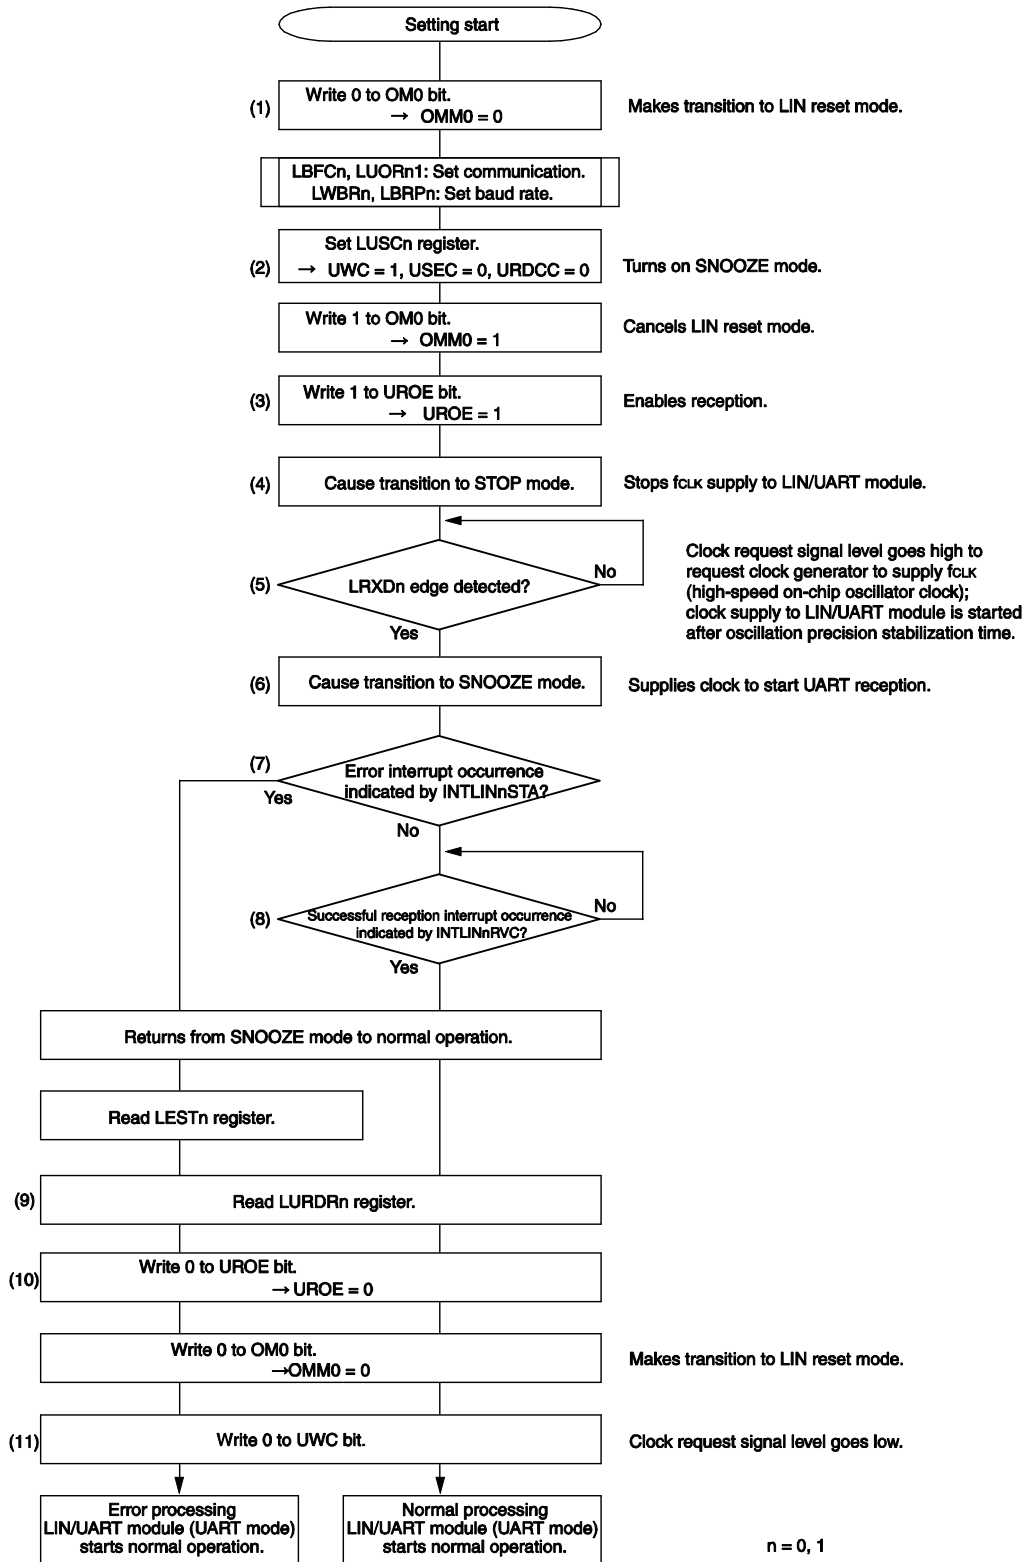 Setting start
(1)
Write 0 to OM0 bit.
→ OMM0 = 0
Makes transition to LIN reset mode.
LBFCn, LUORn1: Set communication.
LWBRn, LBRPn: Set baud rate.
(2)
Set LUSCn register.
→ UWC = 1, USEC = 0, URDCC = 0
Turns on SNOOZE mode.
Write 1 to OM0 bit.
→ OMM0 = 1
Cancels LIN reset mode.
(3)
Write 1 to UROE bit.
→ UROE = 1
Enables reception.
(4)
Cause transition to STOP mode.
Stops fCLK supply to LIN/UART module.
(5)
LRXDn edge detected?
No
Yes
Clock request signal level goes high to
request clock generator to supply fCLK
(high-speed on-chip oscillator clock);
clock supply to LIN/UART module is started
after oscillation precision stabilization time.
(6)
Cause transition to SNOOZE mode.
Supplies clock to start UART reception.
(7)
Error interrupt occurrence
indicated by INTLINnSTA?
Yes
No
(8)
Successful reception interrupt occurrence
indicated by INTLINnRVC?
No
Yes
Returns from SNOOZE mode to normal operation.
Read LESTn register.
(9)
Read LURDRn register.
(10)
Write 0 to UROE bit.
→ UROE = 0
Write 0 to OM0 bit.
→OMM0 = 0
Makes transition to LIN reset mode.
(11)
Write 0 to UWC bit.
Clock request signal level goes low.
Error processing
LIN/UART module (UART mode)
starts normal operation.
Normal processing
LIN/UART module (UART mode)
starts normal operation.
n = 0, 1